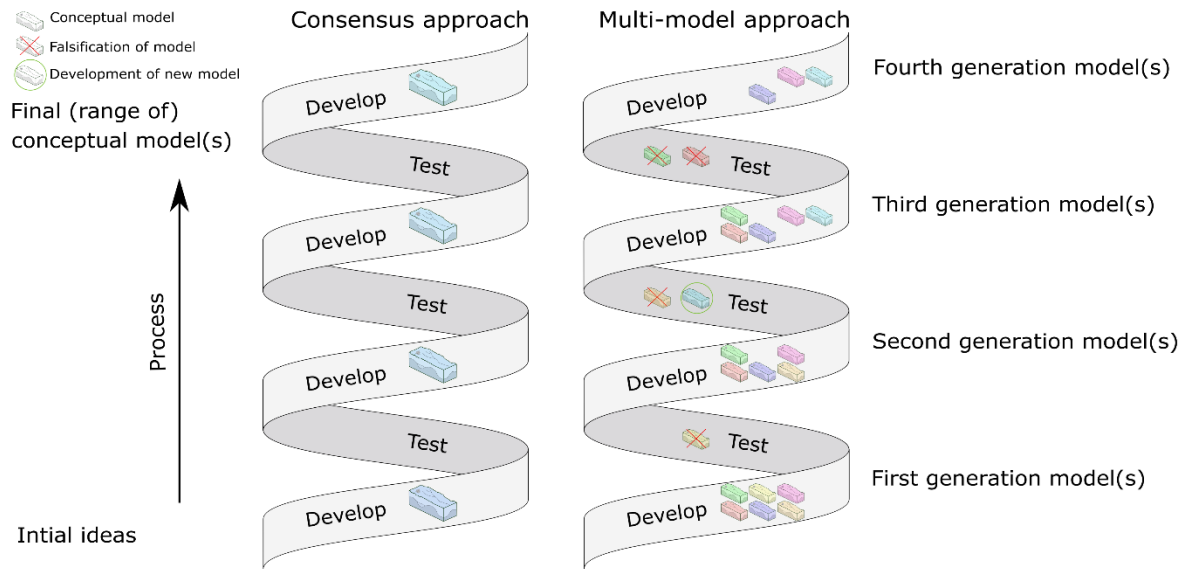 Conceptual model
Falsification of model
Development of new model
Consensus approach
Multi-model approach
Final (range of)
conceptual model(s)
Process
Intial ideas
Develop
Test
Develop
Test
Develop
Test
Develop
Develop
Test
Develop
Test
Develop
Test
Develop
Fourth generation model(s)
Third generation model(s)
Second generation model(s)
First generation model(s)